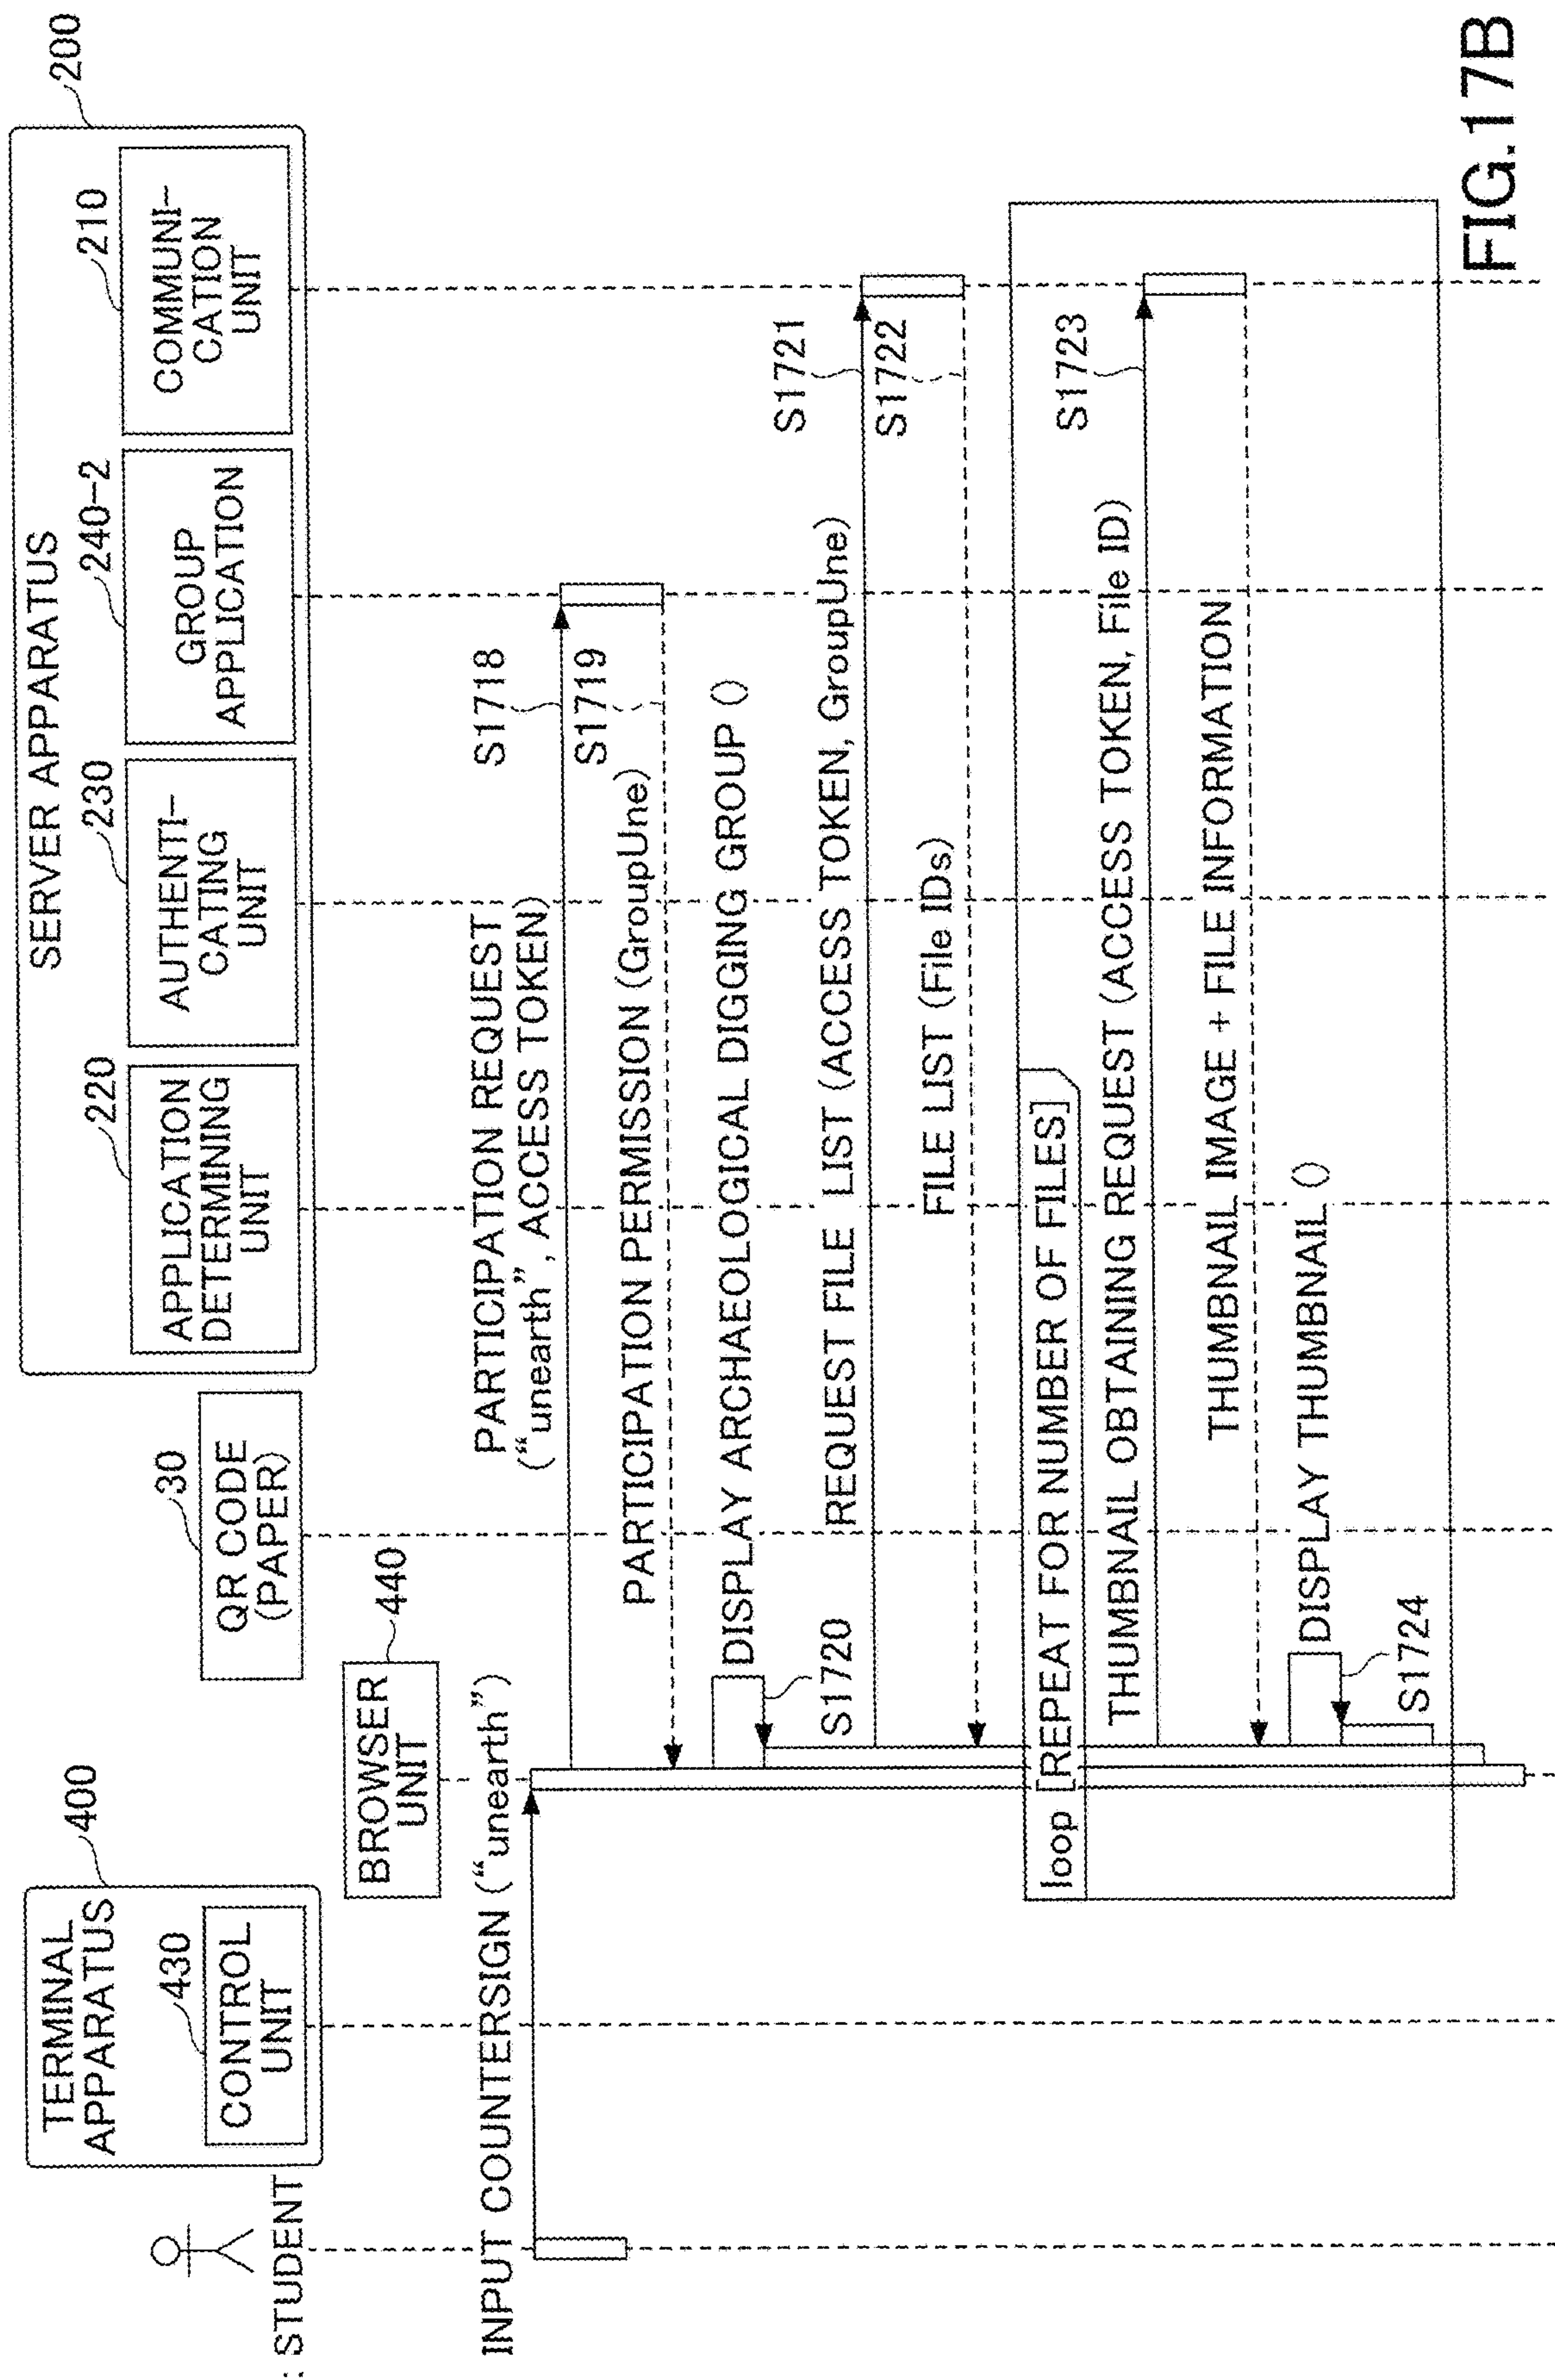 : STUDENT
TERMINAL
APPARATUS
400
430
CONTROL
UNIT
BROWSER
UNIT
440
QR CODE
(PAPER)
30
SERVER APPARATUS
200
APPLICATION
DETERMINING
UNIT
220
AUTHENTI-
CATING
UNIT
230
GROUP
APPLICATION
240-2
COMMUNI-
CATION
UNIT
210
INPUT COUNTERSIGN (“unearth”)
PARTICIPATION REQUEST
(“unearth”, ACCESS TOKEN)
S1718
S1719
PARTICIPATION PERMISSION (GroupUne)
DISPLAY ARCHAEOLOGICAL DIGGING GROUP ()
S1720
REQUEST FILE LIST (ACCESS TOKEN, GroupUne)
S1721
S1722
FILE LIST (File IDs)
loop [REPEAT FOR NUMBER OF FILES]
THUMBNAIL OBTAINING REQUEST (ACCESS TOKEN, File ID)
S1723
THUMBNAIL IMAGE + FILE INFORMATION
DISPLAY THUMBNAIL ()
S1724
FIG.17B